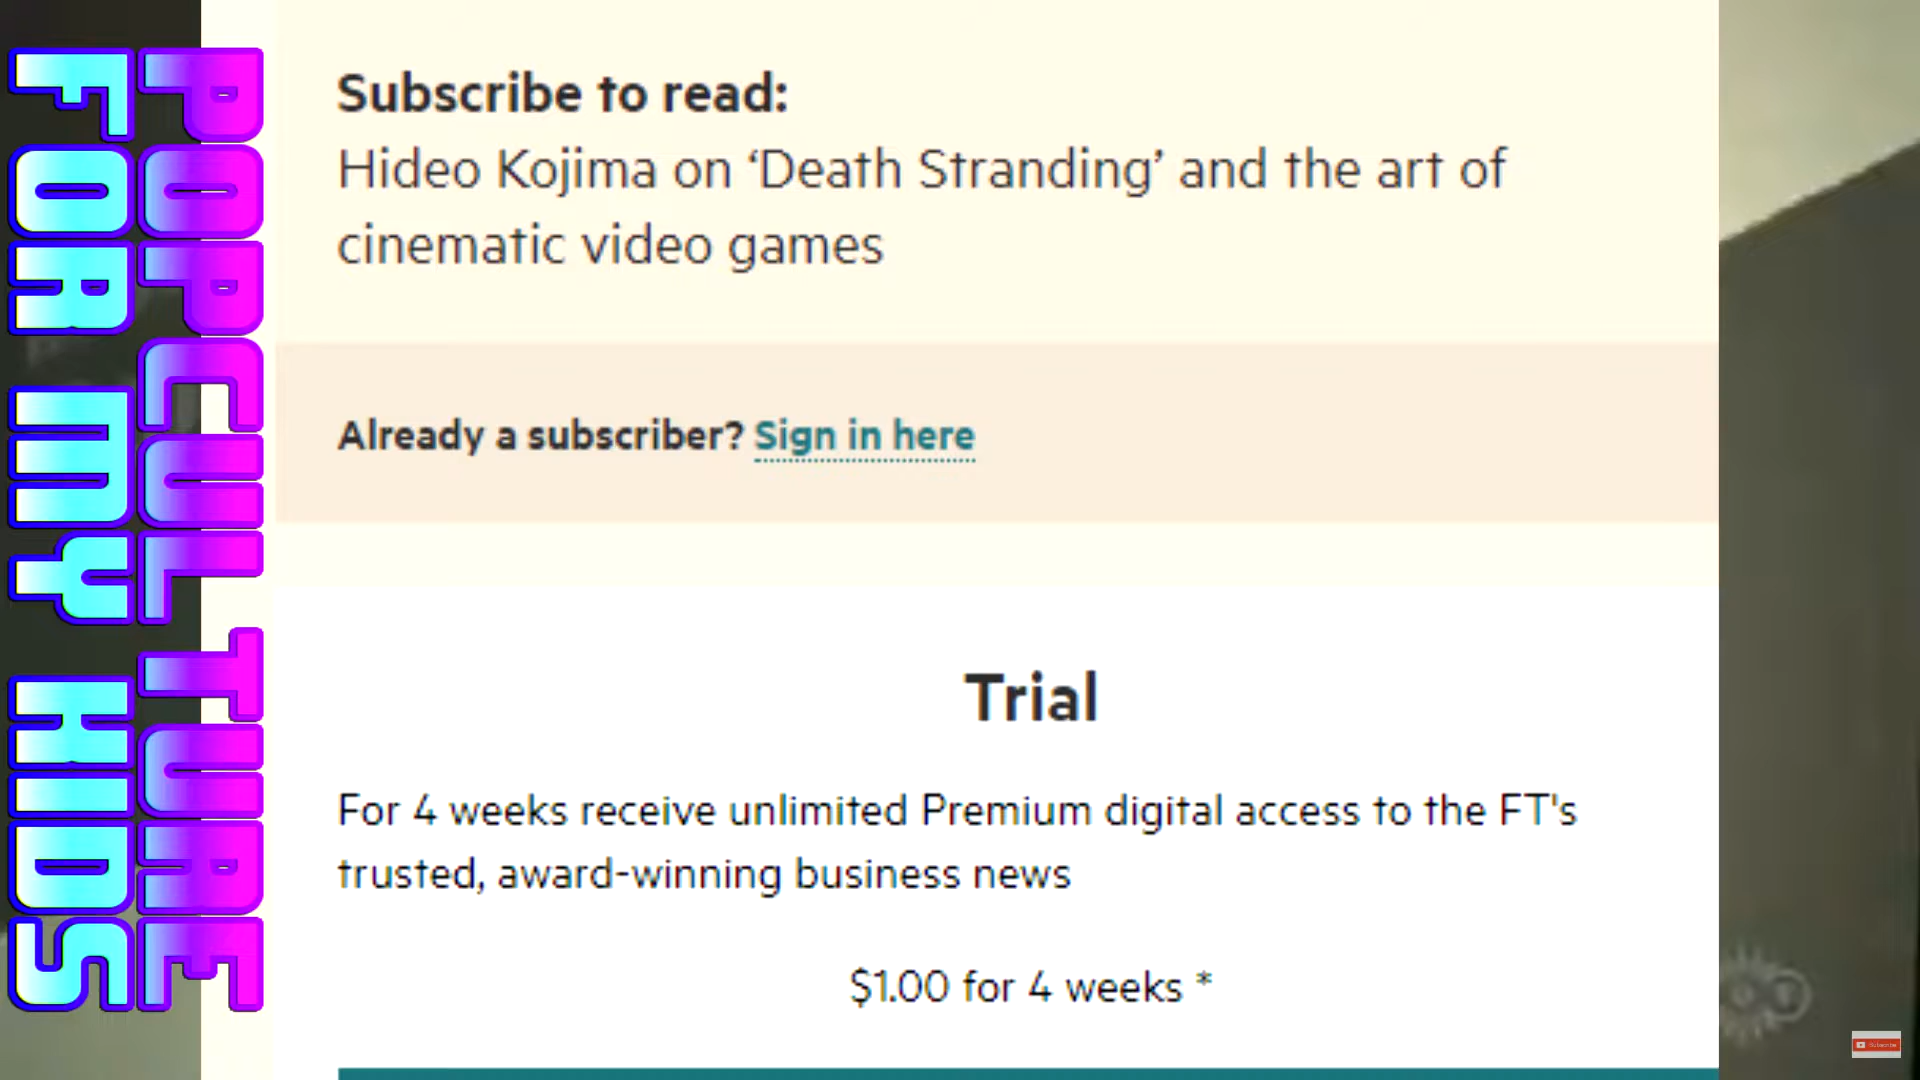 POPCULTURE
FOR MY KIDS
Subscribe to read:
Hideo Kojima on ‘Death Stranding’ and the art of
cinematic video games
Already a subscriber? Sign in here
Trial
For 4 weeks receive unlimited Premium digital access to the FT's
trusted, award-winning business news
$1.00 for 4 weeks *
Subscribe